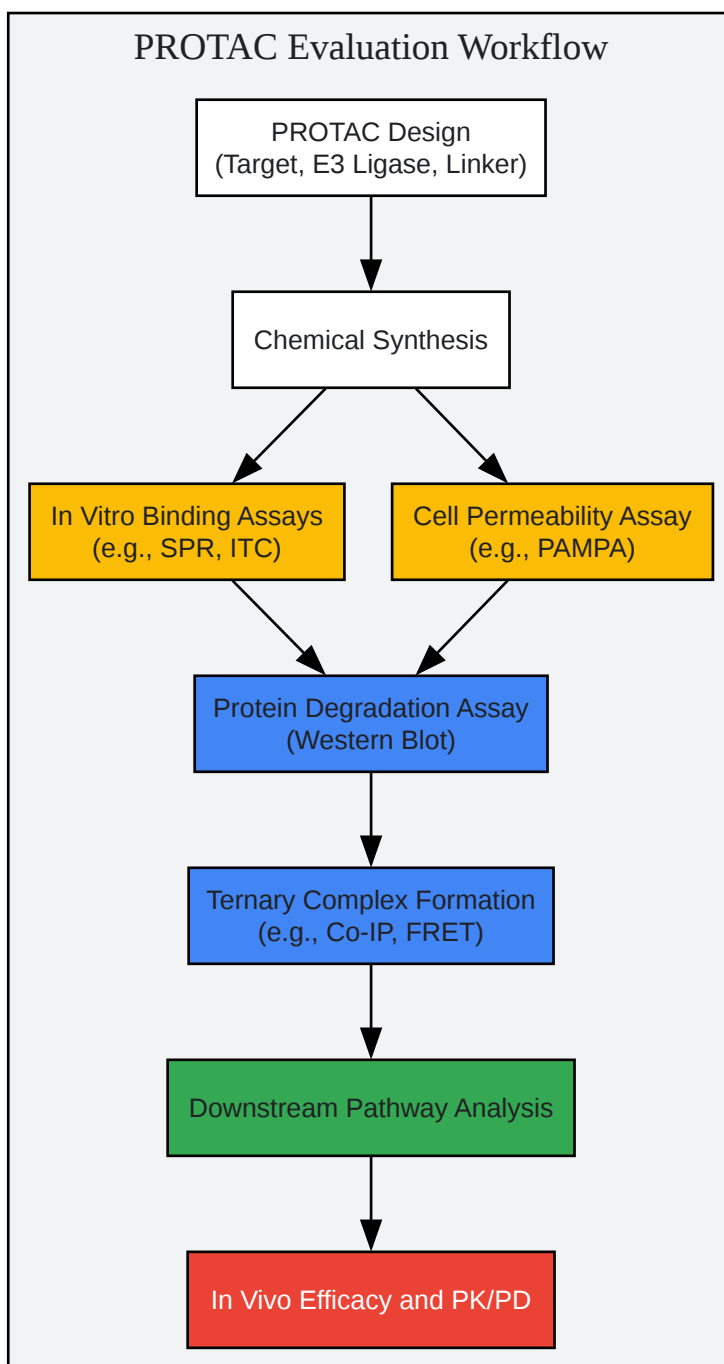 PROTAC Evaluation Workflow
PROTAC Design
(Target, E3 Ligase, Linker)
Chemical Synthesis
In Vitro Binding Assays
(e.g., SPR, ITC)
Cell Permeability Assay
(e.g., PAMPA)
Protein Degradation Assay
(Western Blot)
Ternary Complex Formation
(e.g., Co-IP, FRET)
Downstream Pathway Analysis
In Vivo Efficacy and PK/PD